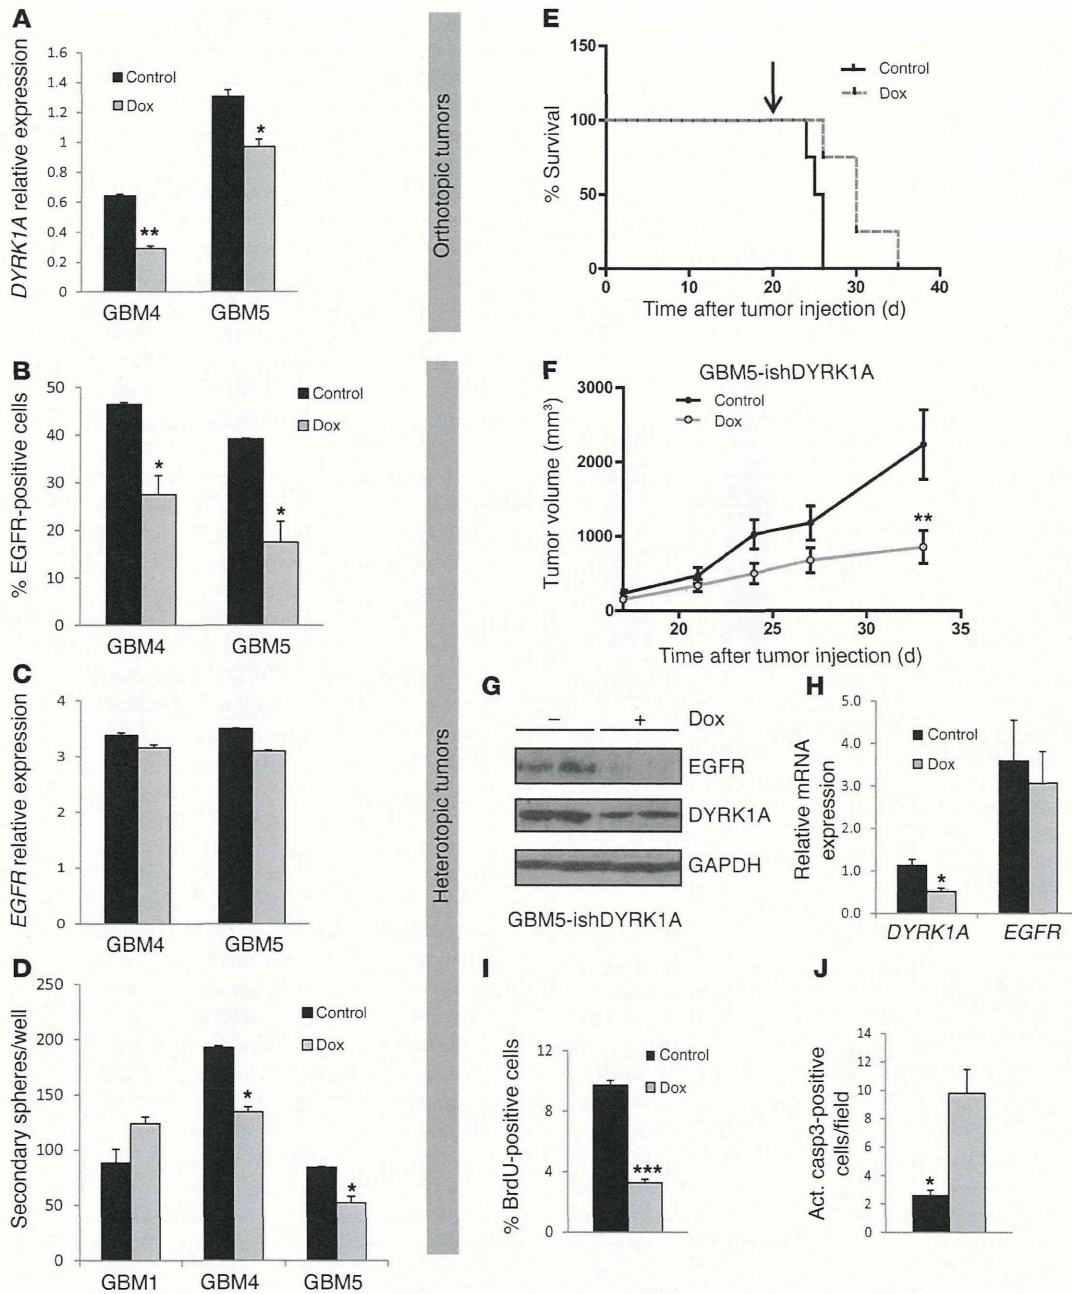 A
DYRK1A relative expression
1.6
1.4
1.2
1
0.8
0.6
0.4
0.2
0
Control
Dox
**
*
GBM4
GBM5
Orthotopic tumors
E
% Survival
150
100
50
0
Control
Dox
0
10
20
30
40
Time after tumor injection (d)
B
% EGFR-positive cells
50
40
30
20
10
0
Control
Dox
*
*
GBM4
GBM5
Heterotopic tumors
F
GBM5-ishDYRK1A
Tumor volume (mm³)
3000
2000
1000
0
Control
Dox
**
20
25
30
35
Time after tumor injection (d)
C
EGFR relative expression
4
3
2
1
0
GBM4
GBM5
G
– + Dox
EGFR
DYRK1A
GAPDH
GBM5-ishDYRK1A
H
Relative mRNA
expression
5.0
4.0
3.0
2.0
1.0
0.0
Control
Dox
*
DYRK1A
EGFR
D
Secondary spheres/well
250
200
150
100
50
0
Control
Dox
*
*
GBM1
GBM4
GBM5
I
% BrdU-positive cells
12
8
4
0
Control
Dox
***
J
Act. casp3-positive
cells/field
14
12
10
8
6
4
2
0
*